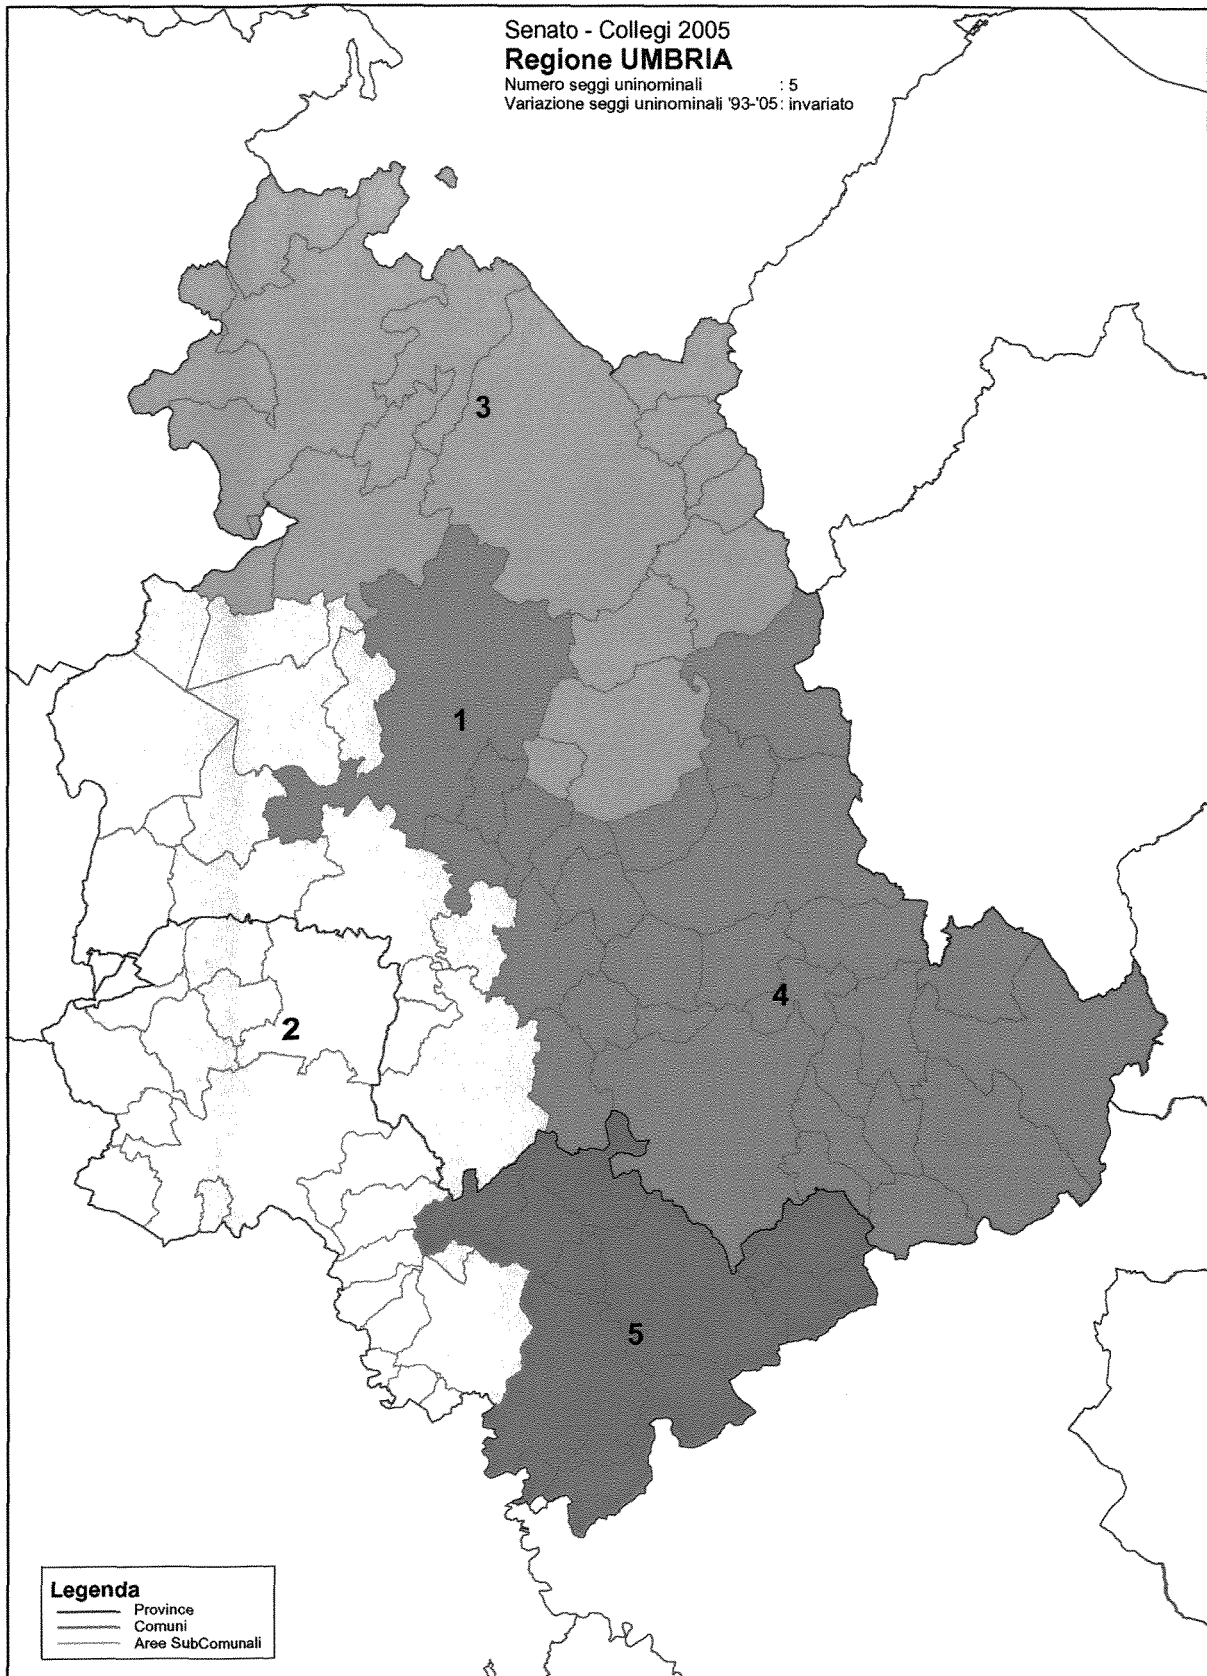 Senato - Collegi 2005
Regione UMBRIA
Numero seggi uninominali : 5
Variazione seggi uninominali '93-'05: invariato
3
1
4
2
5
Legenda
Province
Comuni
Aree SubComunali